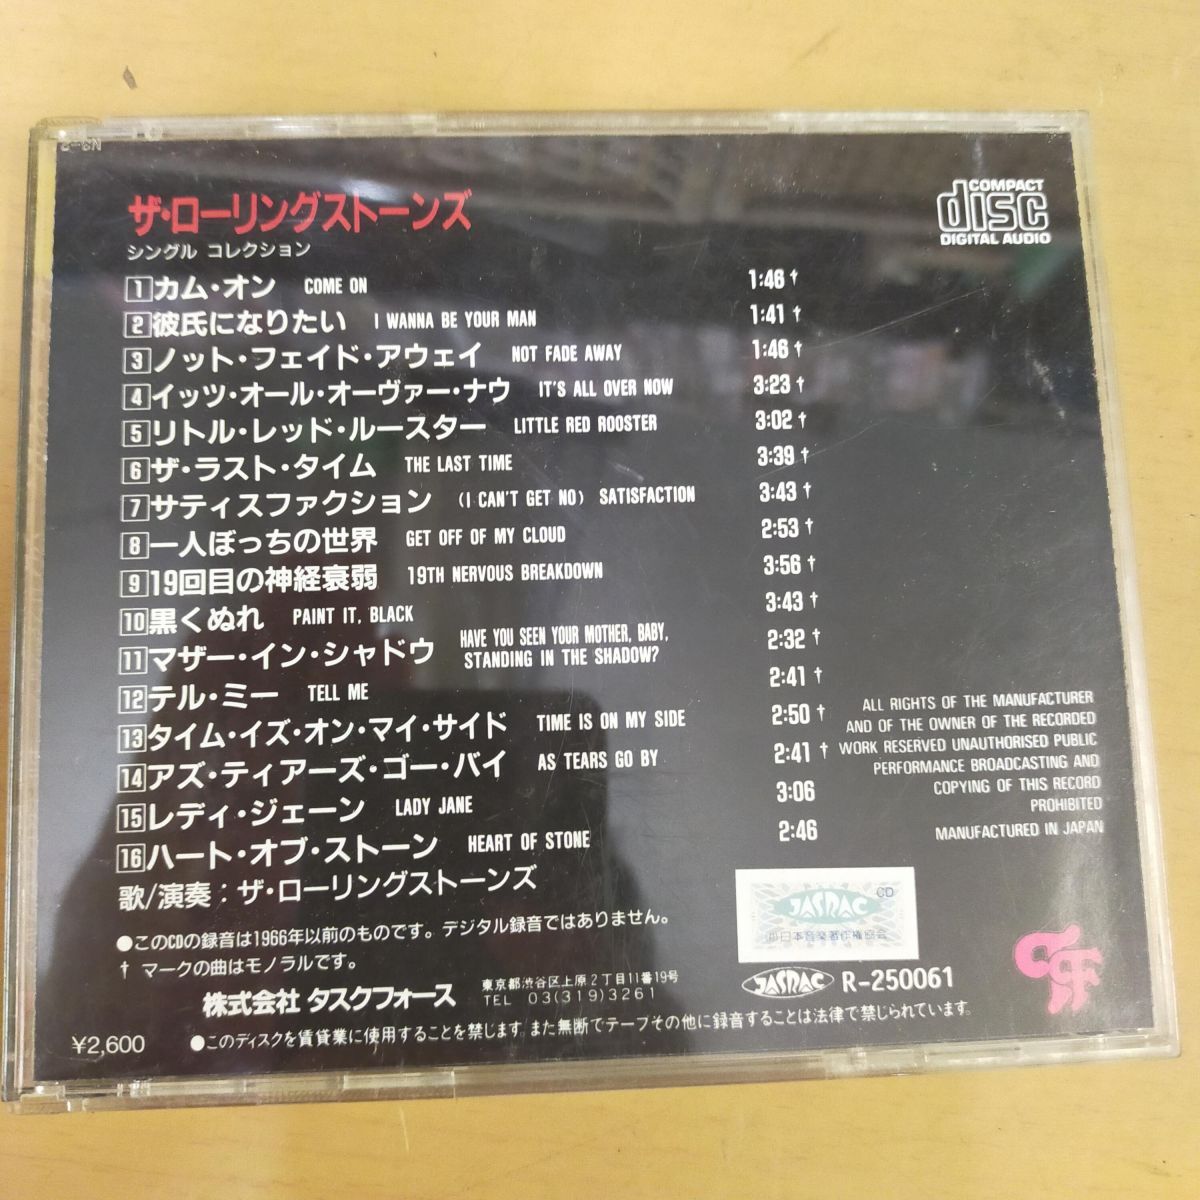 ザ・ローリングストーンズ
シングル コレクション
COMPACT
disc
DIGITAL AUDIO
1 カム・オン COME ON 1:46 †
2 彼氏になりたい I WANNA BE YOUR MAN 1:41 †
3 ノット・フェイド・アウェイ NOT FADE AWAY 1:46 †
4 イッツ・オール・オーヴァー・ナウ IT'S ALL OVER NOW 3:23 †
5 リトル・レッド・ルースター LITTLE RED ROOSTER 3:02 †
6 ザ・ラスト・タイム THE LAST TIME 3:39 †
7 サティスファクション (I CAN'T GET NO) SATISFACTION 3:43 †
8 一人ぼっちの世界 GET OFF OF MY CLOUD 2:53 †
9 19回目の神経衰弱 19TH NERVOUS BREAKDOWN 3:56 †
10 黒くぬれ PAINT IT, BLACK 3:43 †
11 マザー・イン・シャドウ HAVE YOU SEEN YOUR MOTHER, BABY,
STANDING IN THE SHADOW? 2:32 †
12 テル・ミー TELL ME 2:41 †
13 タイム・イズ・オン・マイ・サイド TIME IS ON MY SIDE 2:50 †
14 アズ・ティアーズ・ゴー・バイ AS TEARS GO BY 2:41 †
15 レディ・ジェーン LADY JANE 3:06
16 ハート・オブ・ストーン HEART OF STONE 2:46
歌/演奏：ザ・ローリングストーンズ
ALL RIGHTS OF THE MANUFACTURER
AND OF THE OWNER OF THE RECORDED
WORK RESERVED UNAUTHORISED PUBLIC
PERFORMANCE BROADCASTING AND
COPYING OF THIS RECORD
PROHIBITED
MANUFACTURED IN JAPAN
●このCDの録音は1966年以前のものです。デジタル録音ではありません。
† マークの曲はモノラルです。
CD
JASRAC
株式会社 タスクフォース
東京都渋谷区上原2丁目11番19号
TEL 03(319)3261
JASRAC R-250061
¥2,600
●このディスクを賃貸業に使用することを禁じます。また無断でテープその他に録音することは法律で禁じられています。